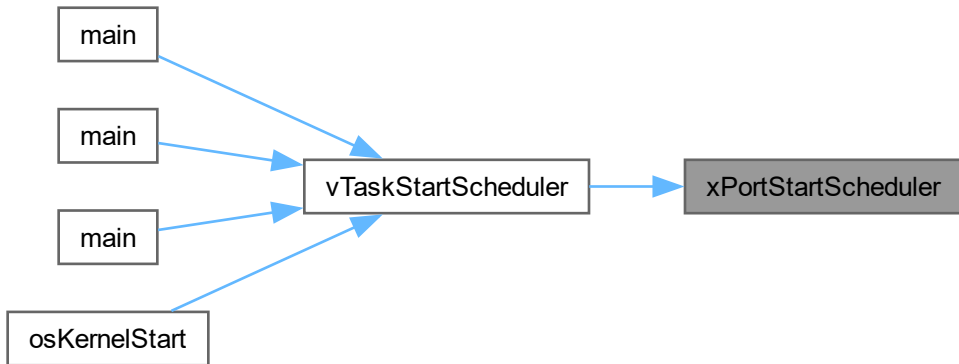 main
main
vTaskStartScheduler
xPortStartScheduler
main
osKernelStart